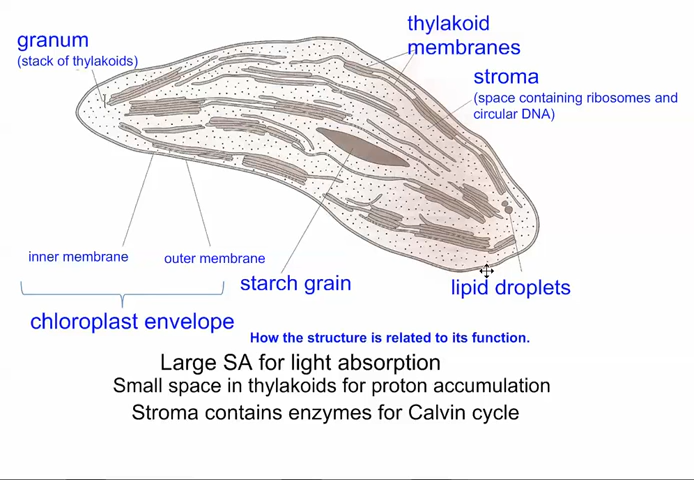 granum
(stack of thylakoids)
thylakoid
membranes
stroma
(space containing ribosomes and
circular DNA)
inner membrane
outer membrane
starch grain
lipid droplets
chloroplast envelope
How the structure is related to its function.
Large SA for light absorption
Small space in thylakoids for proton accumulation
Stroma contains enzymes for Calvin cycle